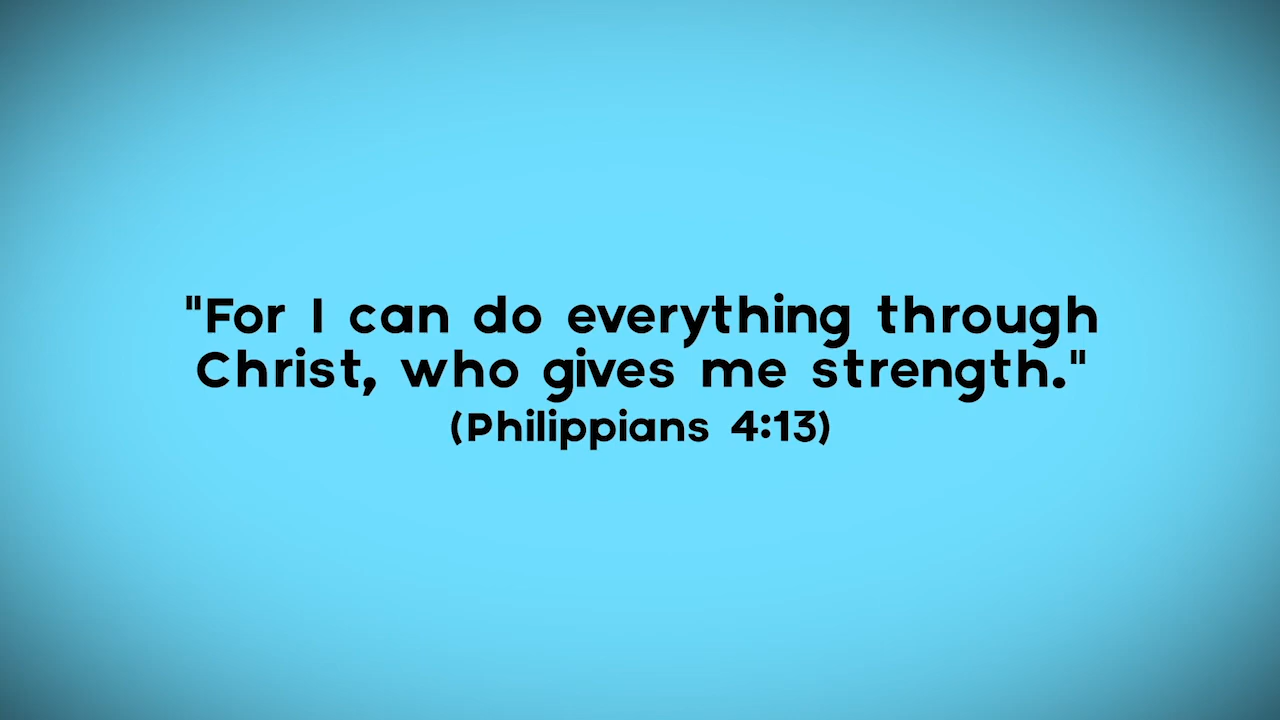 "For I can do everything through
Christ, who gives me strength."
(Philippians 4:13)